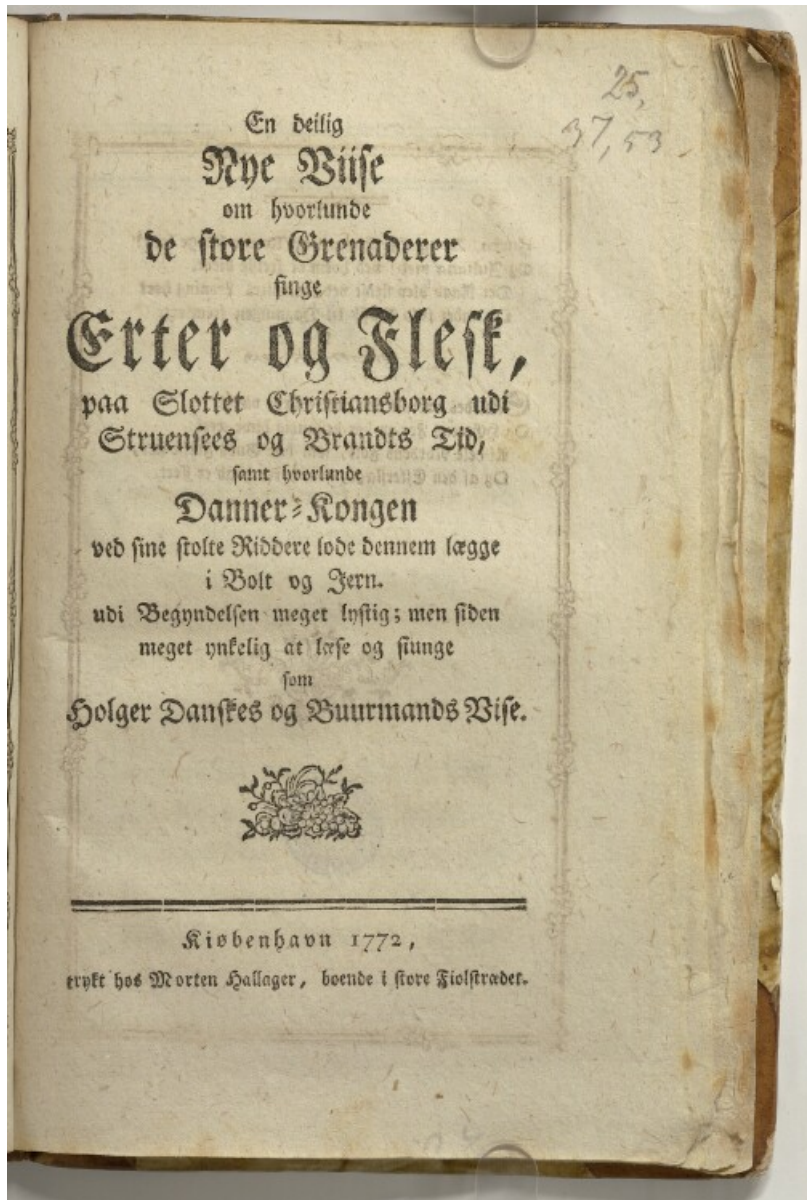 25,
37, 53
En deilig
Nye Viise
om hvorlunde
de store Grenaderer
finge
Erter og Flesk,
paa Slottet Christiansborg udi
Struensees og Brandts Tid,
samt hvorlunde
Danner-Kongen
ved sine stolte Riddere lode dennem lægge
i Bolt og Jern.
udi Begyndelsen meget lystig; men siden
meget ynkelig at læse og siunge
som
Holger Danskes og Buurmands Vise.
Kiøbenhavn 1772,
trykt hos Morten Hallager, boende i store Fiolstrædet.